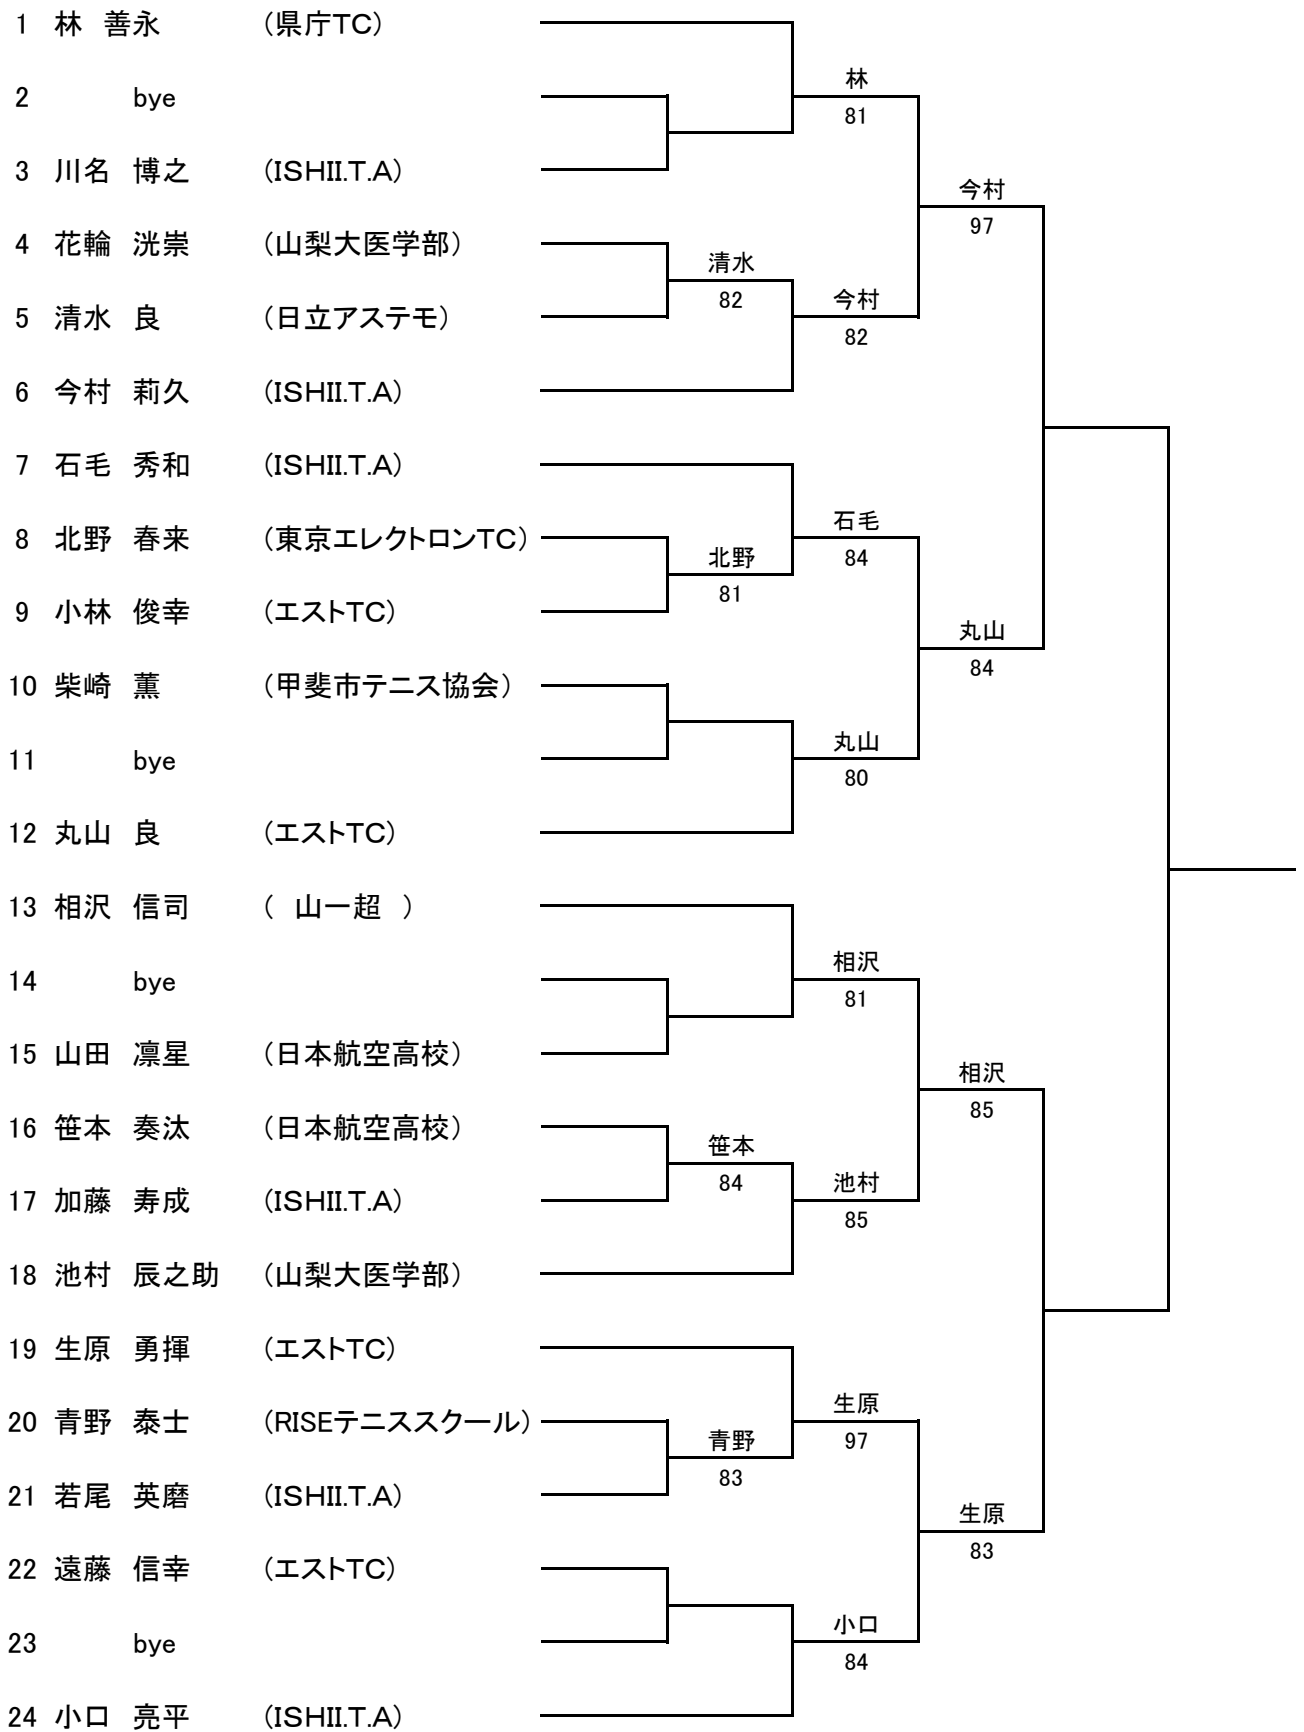 1 林 善永 (県庁TC)
林
2 bye
81
3 川名 博之 (ISHII.T.A)
今村
97
4 花輪 洸崇 (山梨大医学部)
清水
82
今村
5 清水 良 (日立アステモ)
82
6 今村 莉久 (ISHII.T.A)
7 石毛 秀和 (ISHII.T.A)
石毛
8 北野 春来 (東京エレクトロンTC)
北野
84
81
9 小林 俊幸 (エストTC)
丸山
84
10 柴崎 薫 (甲斐市テニス協会)
丸山
11 bye
80
12 丸山 良 (エストTC)
13 相沢 信司 ( 山一超 )
相沢
14 bye
81
15 山田 凛星 (日本航空高校)
相沢
85
16 笹本 奏汰 (日本航空高校)
笹本
84
池村
17 加藤 寿成 (ISHII.T.A)
85
18 池村 辰之助 (山梨大医学部)
19 生原 勇揮 (エストTC)
生原
20 青野 泰士 (RISEテニススクール)
青野
97
83
21 若尾 英磨 (ISHII.T.A)
生原
83
22 遠藤 信幸 (エストTC)
小口
23 bye
84
24 小口 亮平 (ISHII.T.A)